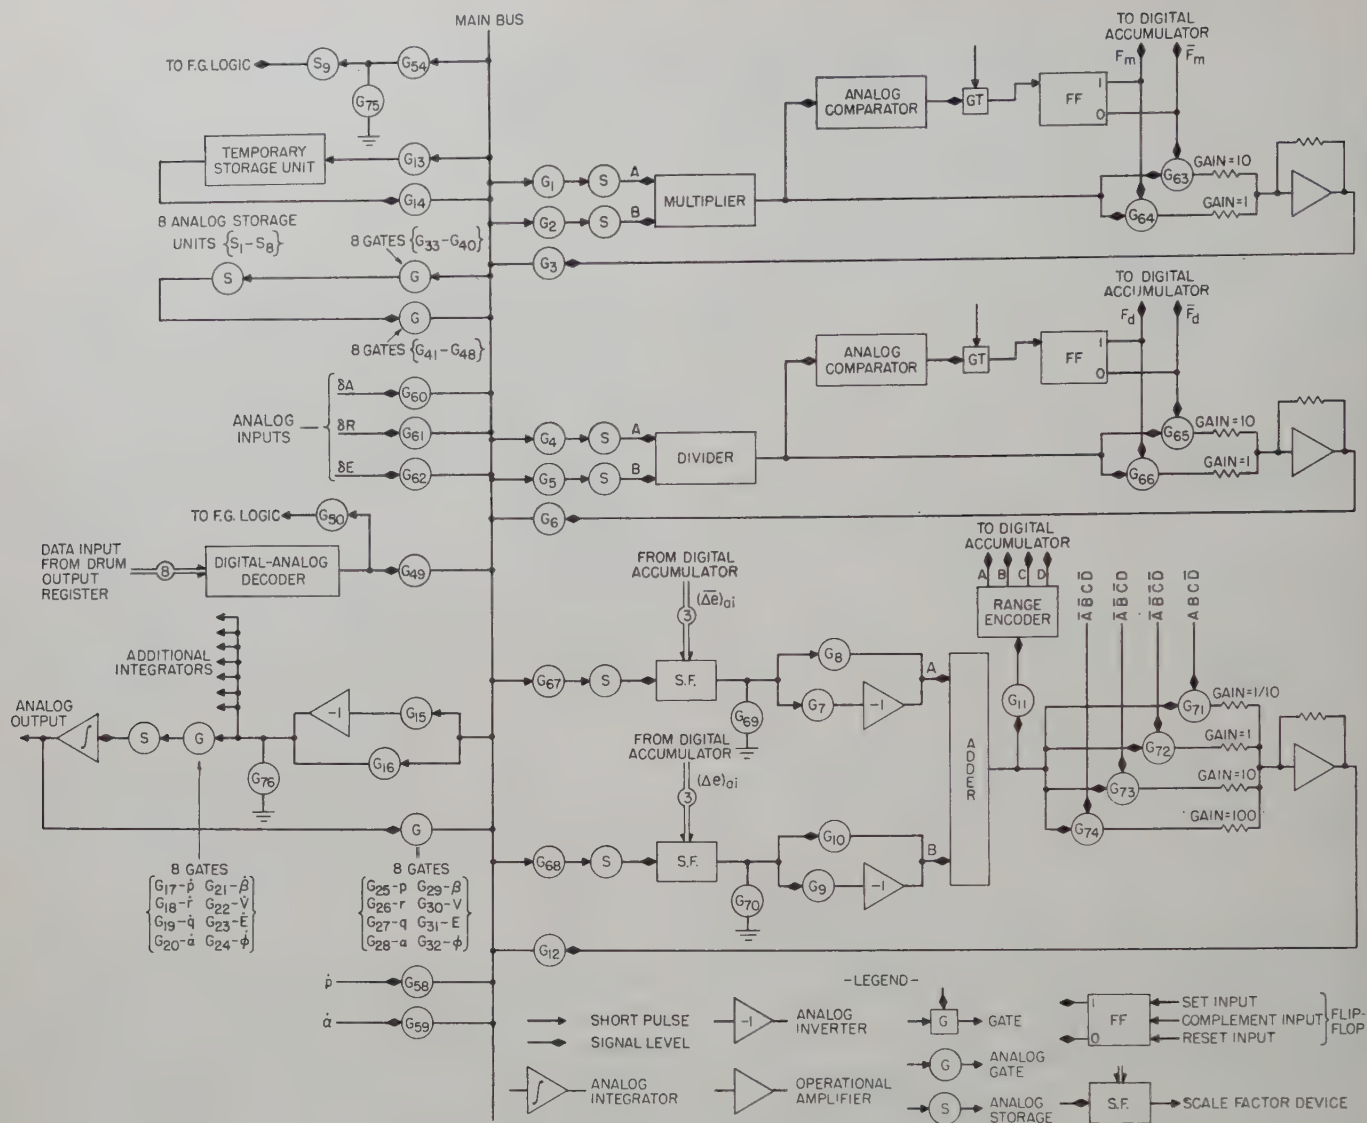 MAIN BUS
TO F.G. LOGIC
S9
G54
G75
TEMPORARY
STORAGE UNIT
G13
G14
8 ANALOG STORAGE
UNITS {S1–S8}
8 GATES {G33–G40}
S
G
G
8 GATES {G41–G48}
ANALOG
INPUTS
δA
G60
δR
G61
δE
G62
TO F.G. LOGIC
G50
DATA INPUT
FROM DRUM
OUTPUT
REGISTER
8
DIGITAL-ANALOG
DECODER
G49
ADDITIONAL
INTEGRATORS
ANALOG
OUTPUT
∫
S
G
-1
G15
G16
G76
G
8 GATES
G17-ṗ G21-β̇
G18-ṙ G22-V̇
G19-q̇ G23-Ė
G20-α̇ G24-ϕ̇
8 GATES
G25-p G29-β
G26-r G30-V
G27-q G31-E
G28-α G32-ϕ
ṗ
G58
α̇
G59
G1
S
A
G2
S
B
MULTIPLIER
G3
ANALOG
COMPARATOR
GT
FF
1
0
TO DIGITAL
ACCUMULATOR
Fm
F̄m
G63
GAIN=10
G64
GAIN=1
G4
S
A
G5
S
B
DIVIDER
G6
ANALOG
COMPARATOR
GT
FF
1
0
TO DIGITAL
ACCUMULATOR
Fd
F̄d
G65
GAIN=10
G66
GAIN=1
FROM DIGITAL
ACCUMULATOR
3
(Δ̄e)ai
G67
S
S.F.
G69
G8
G7
-1
A
FROM DIGITAL
ACCUMULATOR
3
(Δe)ai
G68
S
S.F.
G70
G10
G9
-1
B
ADDER
G12
TO DIGITAL
ACCUMULATOR
A B C D
RANGE
ENCODER
G11
G71
GAIN=1/10
G72
GAIN=1
G73
GAIN=10
G74
GAIN=100
-LEGEND-
SHORT PULSE
SIGNAL LEVEL
-1
ANALOG
INVERTER
G
GATE
G
ANALOG
GATE
∫
ANALOG
INTEGRATOR
OPERATIONAL
AMPLIFIER
S
ANALOG
STORAGE
1
FF
0
SET INPUT
COMPLEMENT INPUT
RESET INPUT
FLIP-
FLOP
S.F.
SCALE FACTOR DEVICE